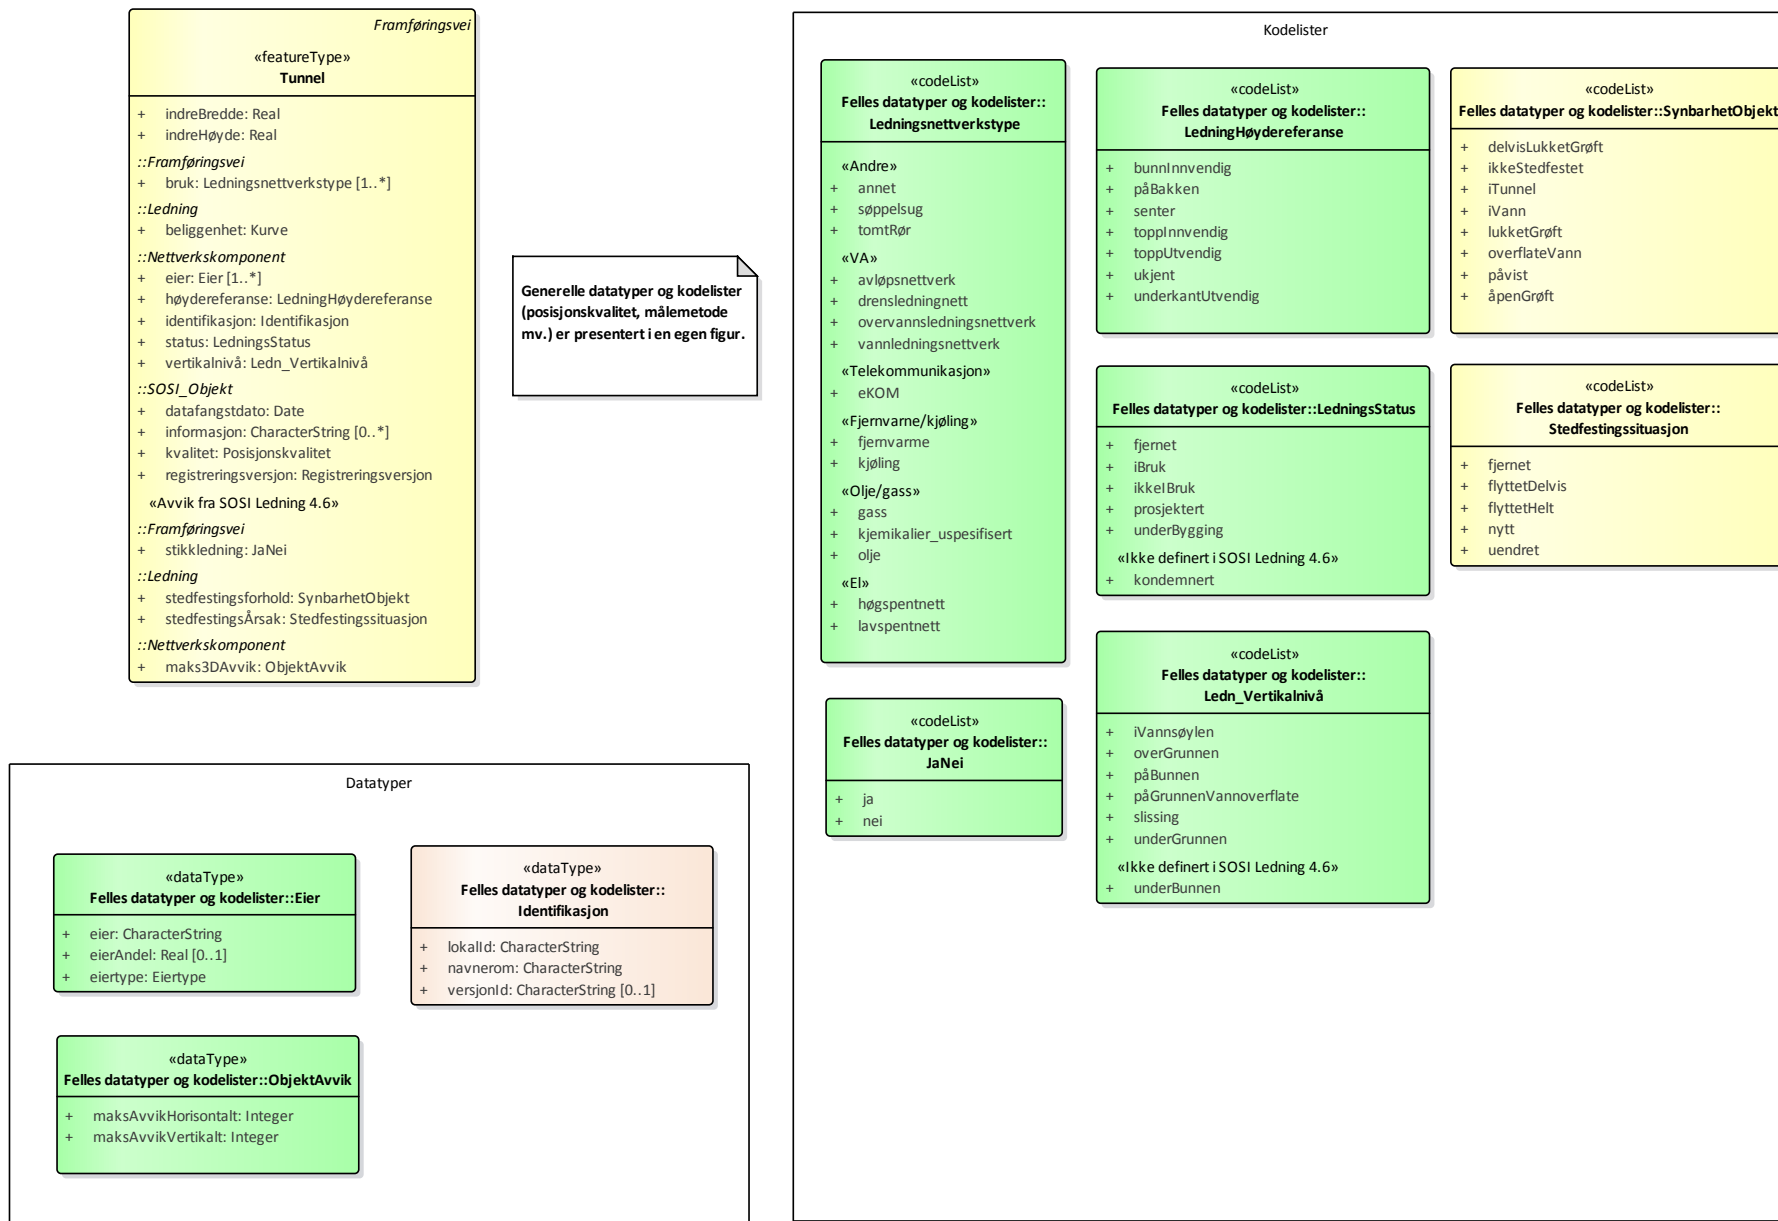 Framføringsvei
«featureType»
Tunnel
+ indreBredde: Real
+ indreHøyde: Real
::Framføringsvei
+ bruk: Ledningsnettverkstype [1..*]
::Ledning
+ beliggenhet: Kurve
::Nettverkskomponent
+ eier: Eier [1..*]
+ høydereferanse: LedningHøydereferanse
+ identifikasjon: Identifikasjon
+ status: LedningsStatus
+ vertikalnivå: Ledn_Vertikalnivå
::SOSI_Objekt
+ datafangstdato: Date
+ informasjon: CharacterString [0..*]
+ kvalitet: Posisjonskvalitet
+ registreringsversjon: Registreringsversjon
«Avvik fra SOSI Ledning 4.6»
::Framføringsvei
+ stikkledning: JaNei
::Ledning
+ stedfestingsforhold: SynbarhetObjekt
+ stedfestingsÅrsak: Stedfestingssituasjon
::Nettverkskomponent
+ maks3DAvvik: ObjektAvvik
Generelle datatyper og kodelister
(posisjonskvalitet, målemetode
mv.) er presentert i en egen figur.
Kodelister
«codeList»
Felles datatyper og kodelister::
Ledningsnettverkstype
«Andre»
+ annet
+ søppelsug
+ tomtRør
«VA»
+ avløpsnettverk
+ drensledningnett
+ overvannsledningsnettverk
+ vannledningsnettverk
«Telekommunikasjon»
+ eKOM
«Fjernvarne/kjøling»
+ fjernvarme
+ kjøling
«Olje/gass»
+ gass
+ kjemikalier_uspesifisert
+ olje
«El»
+ høgspentnett
+ lavspentnett
«codeList»
Felles datatyper og kodelister::
JaNei
+ ja
+ nei
«codeList»
Felles datatyper og kodelister::
LedningHøydereferanse
+ bunnInnvendig
+ påBakken
+ senter
+ toppInnvendig
+ toppUtvendig
+ ukjent
+ underkantUtvendig
«codeList»
Felles datatyper og kodelister::LedningsStatus
+ fjernet
+ iBruk
+ ikkeIBruk
+ prosjektert
+ underBygging
«Ikke definert i SOSI Ledning 4.6»
+ kondemnert
«codeList»
Felles datatyper og kodelister::
Ledn_Vertikalnivå
+ iVannsøylen
+ overGrunnen
+ påBunnen
+ påGrunnenVannoverflate
+ slissing
+ underGrunnen
«Ikke definert i SOSI Ledning 4.6»
+ underBunnen
«codeList»
Felles datatyper og kodelister::SynbarhetObjekt
+ delvisLukketGrøft
+ ikkeStedfestet
+ iTunnel
+ iVann
+ lukketGrøft
+ overflateVann
+ påvist
+ åpenGrøft
«codeList»
Felles datatyper og kodelister::
Stedfestingssituasjon
+ fjernet
+ flyttetDelvis
+ flyttetHelt
+ nytt
+ uendret
Datatyper
«dataType»
Felles datatyper og kodelister::Eier
+ eier: CharacterString
+ eierAndel: Real [0..1]
+ eiertype: Eiertype
«dataType»
Felles datatyper og kodelister::
Identifikasjon
+ lokalId: CharacterString
+ navnerom: CharacterString
+ versjonId: CharacterString [0..1]
«dataType»
Felles datatyper og kodelister::ObjektAvvik
+ maksAvvikHorisontalt: Integer
+ maksAvvikVertikalt: Integer